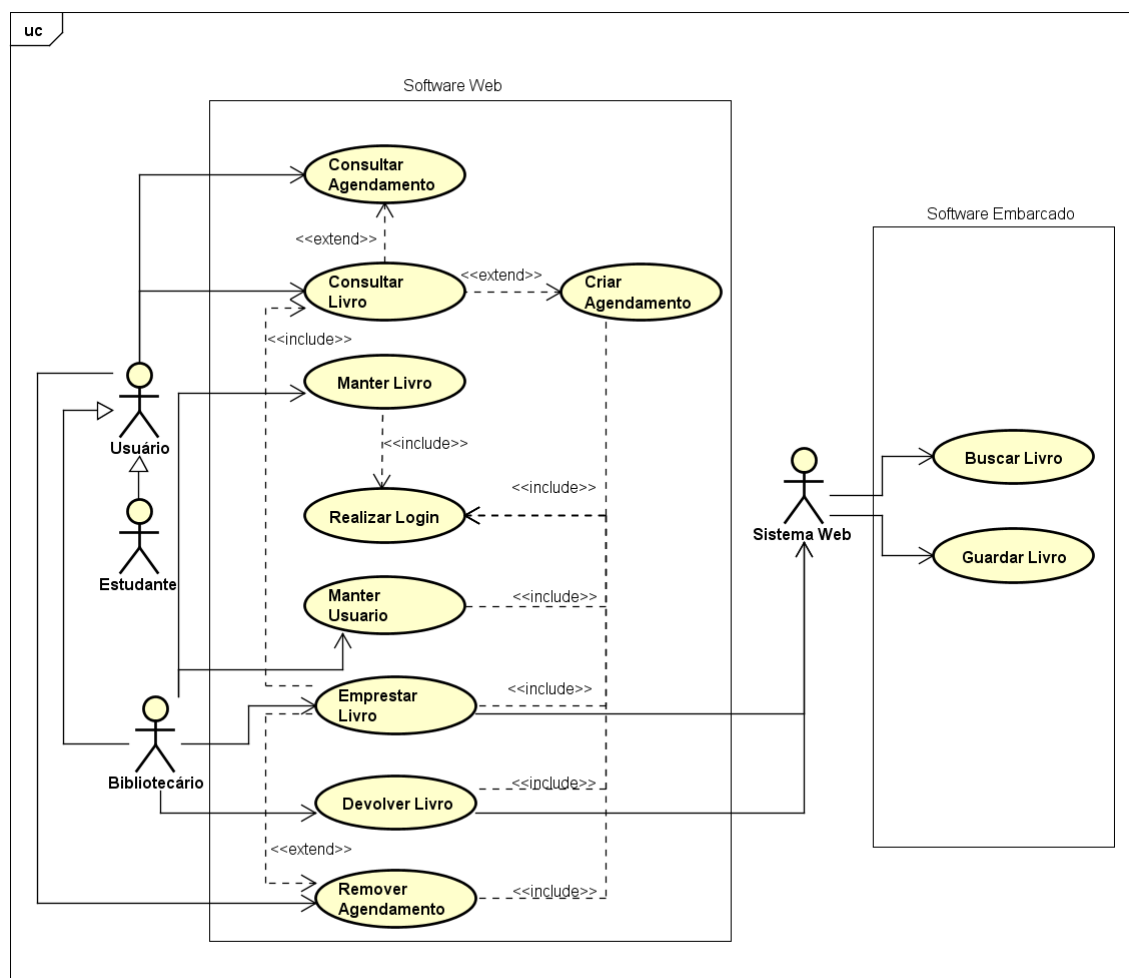 uc
Software Web
Consultar
Agendamento
<<extend>>
Consultar
Livro
<<extend>>
Criar
Agendamento
<<include>>
Manter Livro
<<include>>
Usuário
Realizar Login
<<include>>
Estudante
Manter
Usuario
<<include>>
Emprestar
Livro
<<include>>
Bibliotecário
Devolver Livro
<<include>>
<<extend>>
Remover
Agendamento
<<include>>
Sistema Web
Software Embarcado
Buscar Livro
Guardar Livro